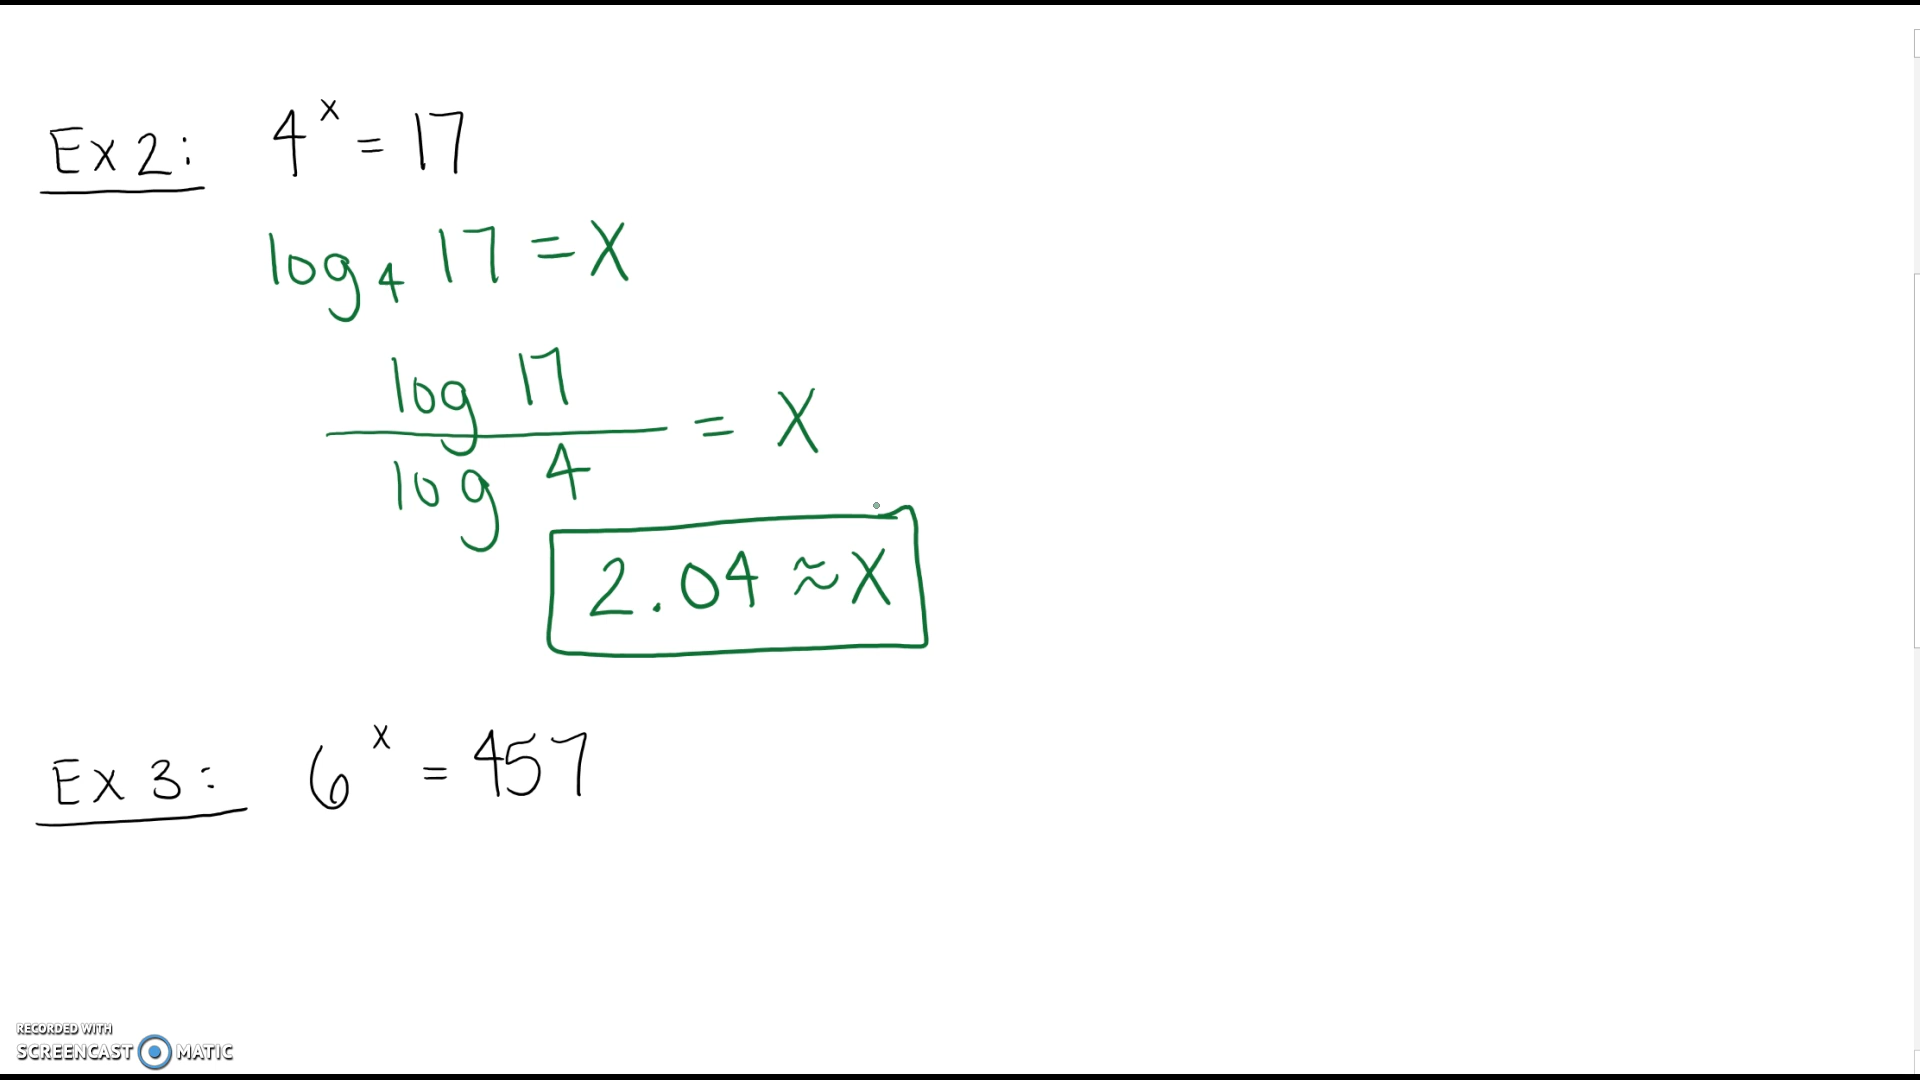 Ex 2: 4^x = 17
log₄ 17 = x
log 17 / log 4 = x
2.04 ≈ x
Ex 3: 6^x = 457
RECORDED WITH
SCREENCAST MATIC